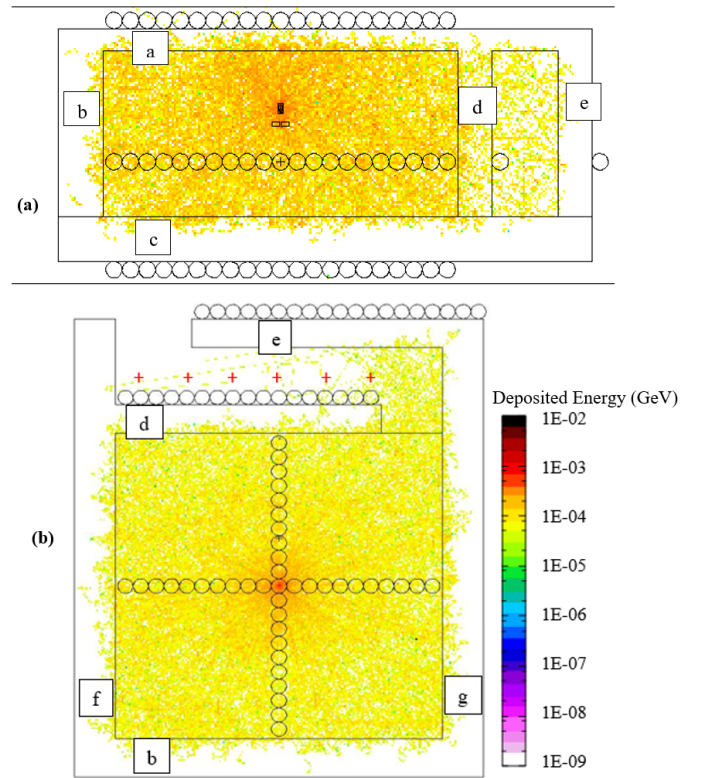 a
b
d
e
(a)
c
e
Deposited Energy (GeV)
d
1E-02
1E-03
1E-04
(b)
1E-05
1E-06
1E-07
f
g
1E-08
b
1E-09